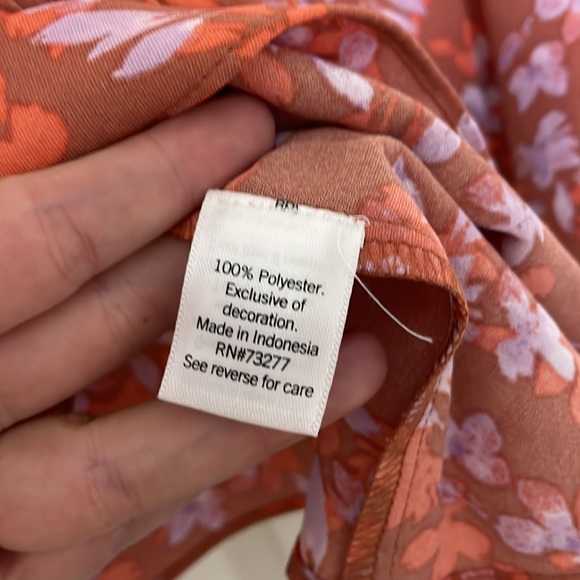 100% Polyester.
Exclusive of
decoration.
Made in Indonesia
RN#73277
See reverse for care